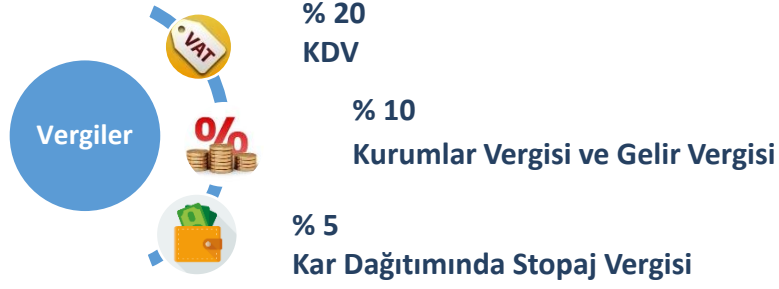 % 20
KDV
VAT
% 10
Vergiler
%
Kurumlar Vergisi ve Gelir Vergisi
% 5
Kar Dağıtımında Stopaj Vergisi